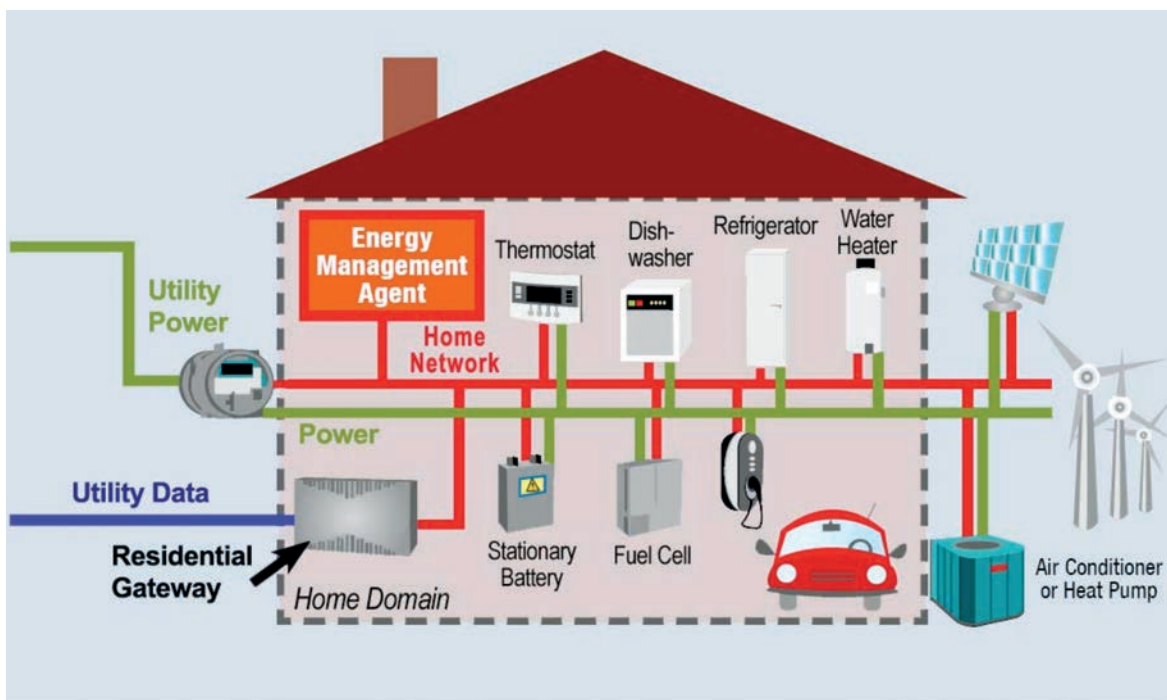 Energy
Management
Agent
Thermostat
Dish-
washer
Refrigerator
Water
Heater
Utility
Power
Home
Network
Power
Utility Data
Residential
Gateway
Stationary
Battery
Fuel Cell
Home Domain
Air Conditioner
or Heat Pump